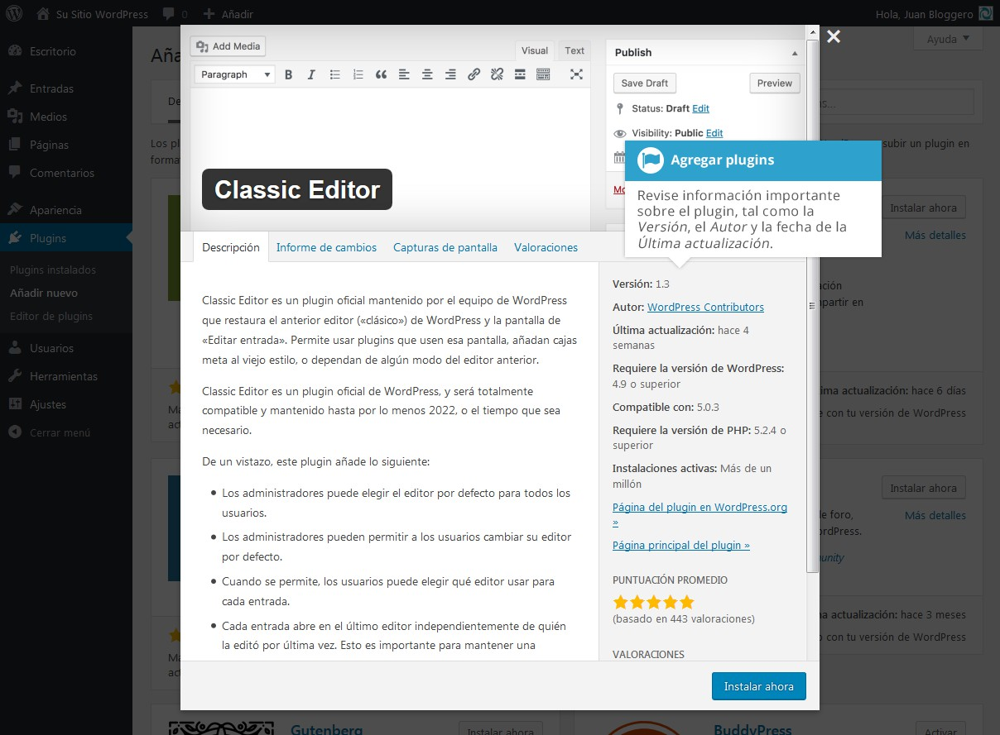 Su Sitio WordPress
0
Añadir
Hola, Juan Bloggero
Escritorio
Entradas
Medios
Páginas
Comentarios
Apariencia
Plugins
Plugins instalados
Añadir nuevo
Editor de plugins
Usuarios
Herramientas
Ajustes
Cerrar menú
Ayuda
Add Media
Visual
Text
Paragraph
Classic Editor
Publish
Save Draft
Preview
Status: Draft Edit
Visibility: Public Edit
Agregar plugins
Revise información importante
sobre el plugin, tal como la
Versión, el Autor y la fecha de la
Última actualización.
Descripción
Informe de cambios
Capturas de pantalla
Valoraciones
Classic Editor es un plugin oficial mantenido por el equipo de WordPress
que restaura el anterior editor («clásico») de WordPress y la pantalla de
«Editar entrada». Permite usar plugins que usen esa pantalla, añadan cajas
meta al viejo estilo, o dependan de algún modo del editor anterior.
Classic Editor es un plugin oficial de WordPress, y será totalmente
compatible y mantenido hasta por lo menos 2022, o el tiempo que sea
necesario.
De un vistazo, este plugin añade lo siguiente:
Los administradores puede elegir el editor por defecto para todos los
usuarios.
Los administradores pueden permitir a los usuarios cambiar su editor
por defecto.
Cuando se permite, los usuarios puede elegir qué editor usar para
cada entrada.
Cada entrada abre en el último editor independientemente de quién
la editó por última vez. Esto es importante para mantener una
Versión: 1.3
Autor: WordPress Contributors
Última actualización: hace 4
semanas
Requiere la versión de WordPress:
4.9 o superior
Compatible con: 5.0.3
Requiere la versión de PHP: 5.2.4 o
superior
Instalaciones activas: Más de un
millón
Página del plugin en WordPress.org
»
Página principal del plugin »
PUNTUACIÓN PROMEDIO
(basado en 443 valoraciones)
VALORACIONES
Instalar ahora
Los pl
subir un plugin en
format
Instalar ahora
Más detalles
partir en
actualización: hace 6 días
e con tu versión de WordPress
Instalar ahora
Más detalles
de foro,
a actualización: hace 3 meses
o con tu versión de WordPress
Gutenberg
Instalar ahora
BuddyPress
Activar